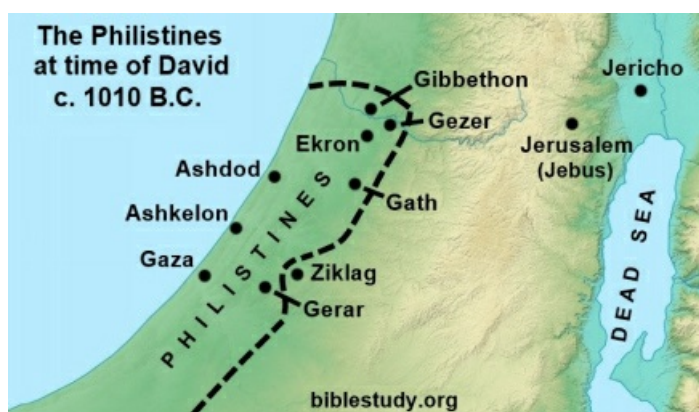 The Philistines
at time of David
c. 1010 B.C.
Gibbethon
Jericho
Gezer
Ekron
Jerusalem
(Jebus)
Ashdod
Gath
Ashkelon
PHILISTINES
Gaza
Ziklag
Gerar
DEAD SEA
biblestudy.org